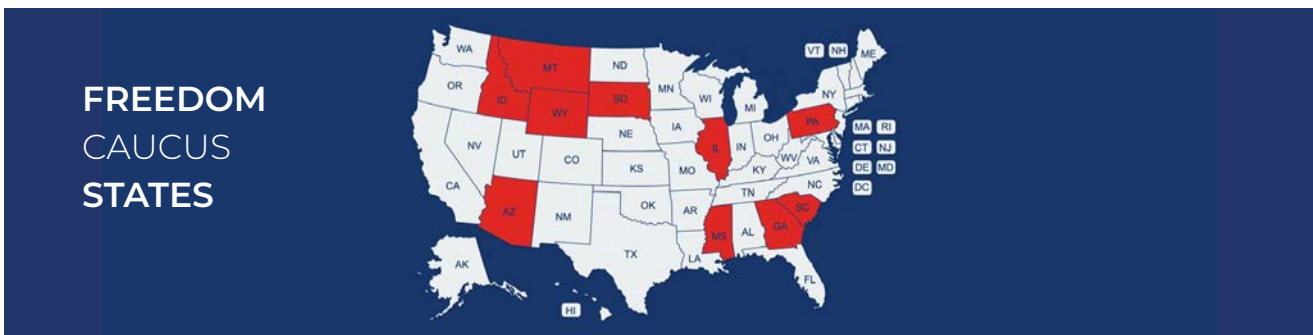 FREEDOM
CAUCUS
STATES
WA
MT
ND
MN
VT
NH
ME
OR
ID
WY
SD
WI
MI
NY
NE
IA
PA
MA
RI
NV
UT
CO
IL
IN
OH
CT
NJ
CA
KS
MO
KY
WV
VA
DE
MD
NC
DC
AZ
NM
OK
AR
TN
SC
TX
LA
MS
AL
GA
FL
AK
HI